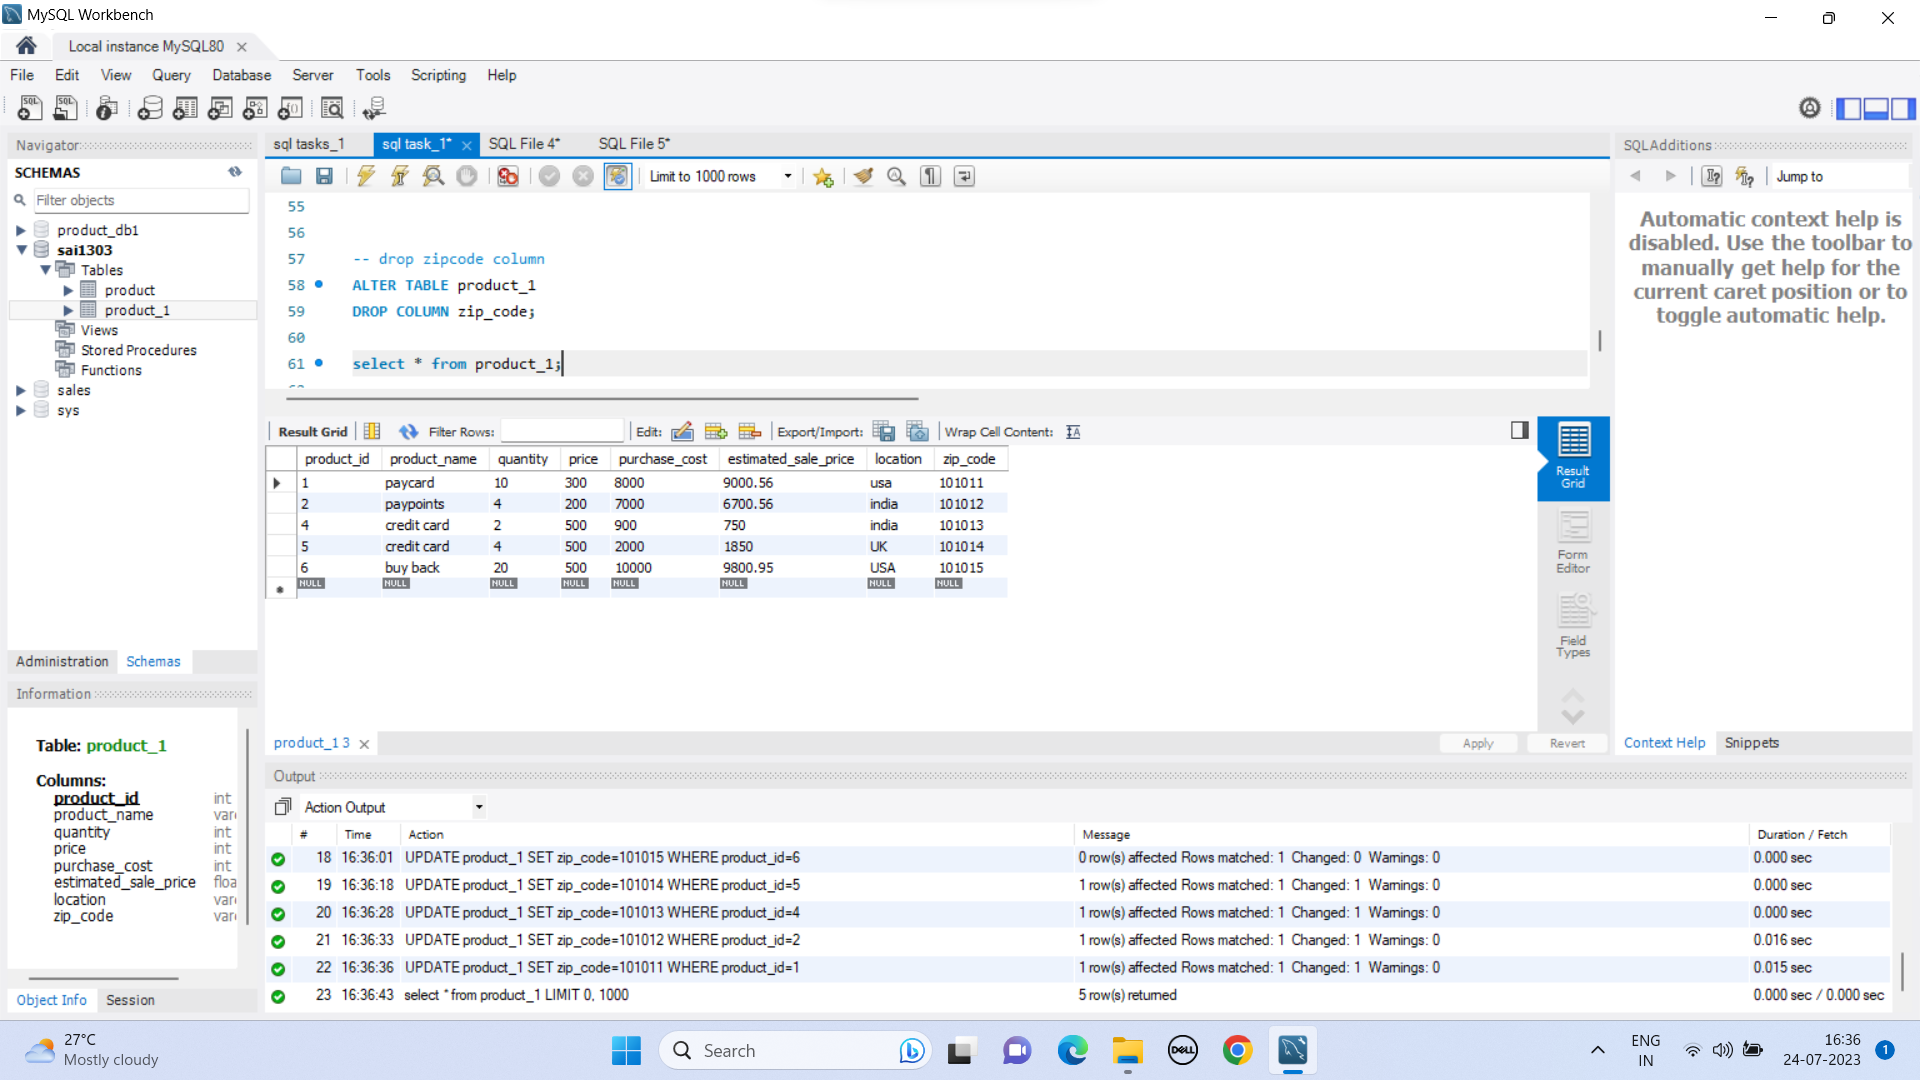 MySQL Workbench
Local instance MySQL80
File Edit View Query Database Server Tools Scripting Help
Navigator
SCHEMAS
Filter objects
product_db1
sai1303
Tables
product
product_1
Views
Stored Procedures
Functions
sales
sys
Administration Schemas
Information
Table: product_1
Columns:
product_id int
product_name varc
quantity int
price int
purchase_cost int
estimated_sale_price floa
location varc
zip_code varc
Object Info Session
sql tasks_1 sql task_1* SQL File 4* SQL File 5*
Limit to 1000 rows
55
56
57 -- drop zipcode column
58 ALTER TABLE product_1
59 DROP COLUMN zip_code;
60
61 select * from product_1;
Result Grid Filter Rows: Edit: Export/Import: Wrap Cell Content:
product_id product_name quantity price purchase_cost estimated_sale_price location zip_code
1 paycard 10 300 8000 9000.56 usa 101011
2 paypoints 4 200 7000 6700.56 india 101012
4 credit card 2 500 900 750 india 101013
5 credit card 4 500 2000 1850 UK 101014
6 buy back 20 500 10000 9800.95 USA 101015
NULL NULL NULL NULL NULL NULL NULL NULL
Result Grid
Form Editor
Field Types
product_1 3
Apply Revert
SQLAdditions
Jump to
Automatic context help is
disabled. Use the toolbar to
manually get help for the
current caret position or to
toggle automatic help.
Context Help Snippets
Output
Action Output
# Time Action Message Duration / Fetch
18 16:36:01 UPDATE product_1 SET zip_code=101015 WHERE product_id=6 0 row(s) affected Rows matched: 1 Changed: 0 Warnings: 0 0.000 sec
19 16:36:18 UPDATE product_1 SET zip_code=101014 WHERE product_id=5 1 row(s) affected Rows matched: 1 Changed: 1 Warnings: 0 0.000 sec
20 16:36:28 UPDATE product_1 SET zip_code=101013 WHERE product_id=4 1 row(s) affected Rows matched: 1 Changed: 1 Warnings: 0 0.000 sec
21 16:36:33 UPDATE product_1 SET zip_code=101012 WHERE product_id=2 1 row(s) affected Rows matched: 1 Changed: 1 Warnings: 0 0.016 sec
22 16:36:36 UPDATE product_1 SET zip_code=101011 WHERE product_id=1 1 row(s) affected Rows matched: 1 Changed: 1 Warnings: 0 0.015 sec
23 16:36:43 select * from product_1 LIMIT 0, 1000 5 row(s) returned 0.000 sec / 0.000 sec
27°C
Mostly cloudy
Search
DELL
ENG
IN
16:36
24-07-2023
1